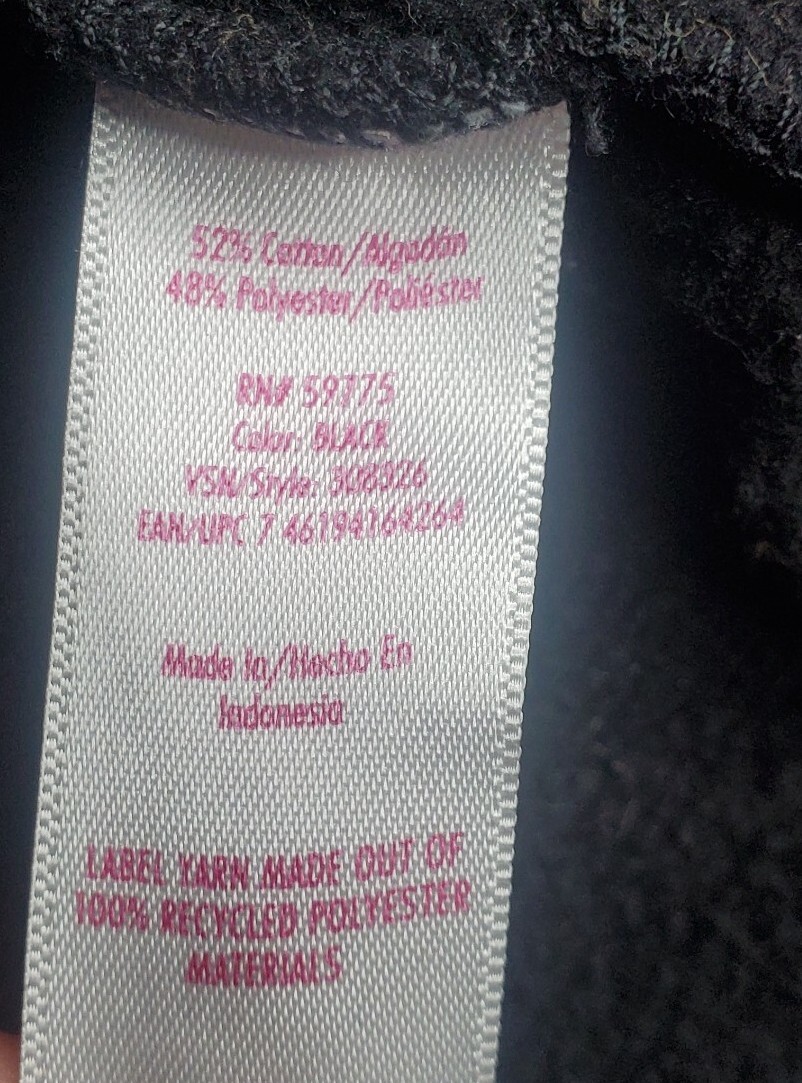 52% Cotton/Algodón
48% Polyester/Poliéster
RN# 59775
Color: BLACK
VSN/Style: 308326
EAN/UPC 7 46194164264
Made In/Hecho En
Indonesia
LABEL YARN MADE OUT OF
100% RECYCLED POLYESTER
MATERIALS